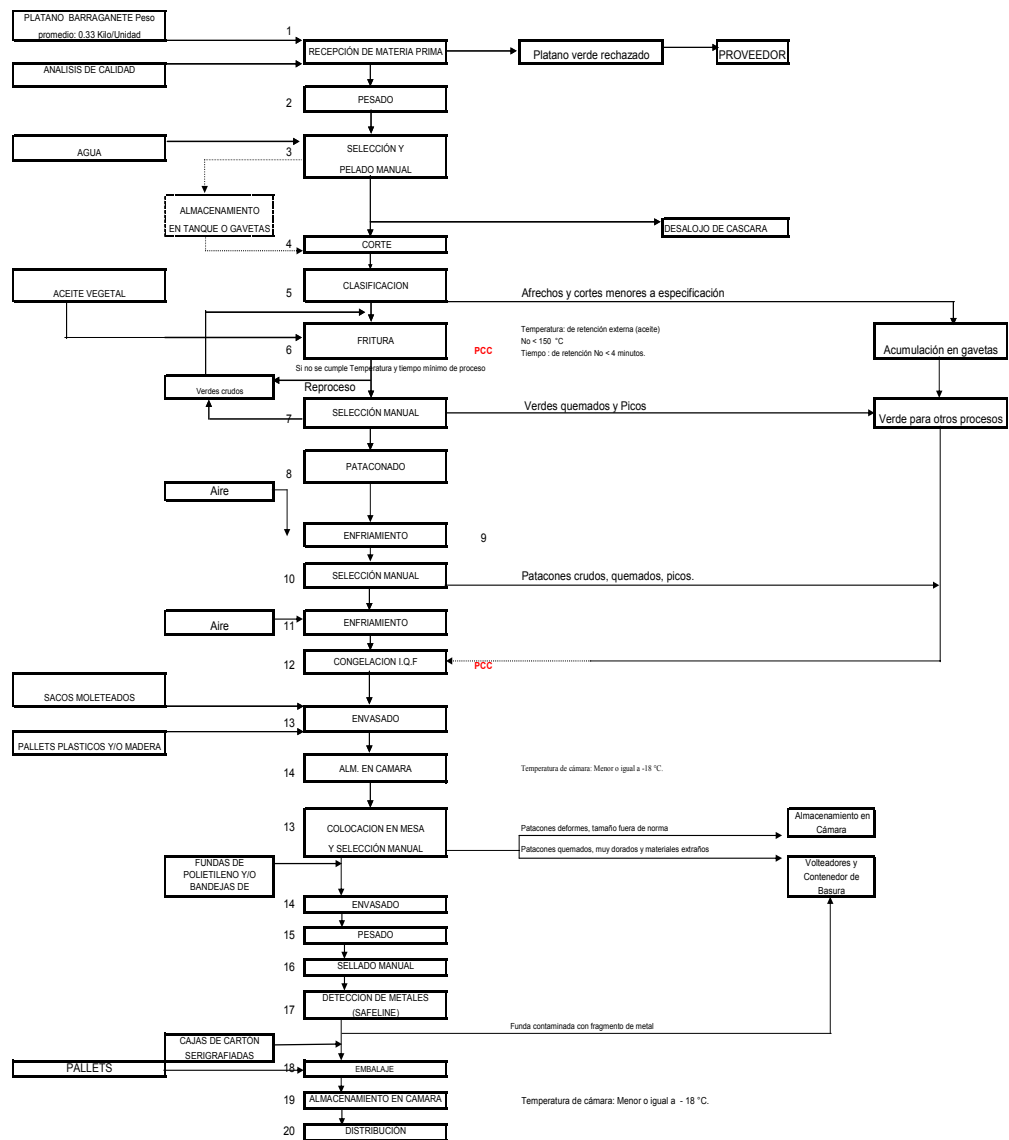 PLATANO BARRAGANETE Peso
promedio: 0.33 Kilo/Unidad
1
RECEPCIÓN DE MATERIA PRIMA
Platano verde rechazado
PROVEEDOR
ANALISIS DE CALIDAD
2
PESADO
AGUA
3
SELECCIÓN Y
PELADO MANUAL
ALMACENAMIENTO
EN TANQUE O GAVETAS
DESALOJO DE CASCARA
4
CORTE
ACEITE VEGETAL
5
CLASIFICACION
Afrechos y cortes menores a especificación
6
FRITURA
PCC
Temperatura: de retención externa (aceite)
No < 150 °C
Tiempo : de retención No < 4 minutos.
Acumulación en gavetas
Si no se cumple Temperatura y tiempo mínimo de proceso
Verdes crudos
Reproceso
7
SELECCIÓN MANUAL
Verdes quemados y Picos
Verde para otros procesos
8
PATACONADO
Aire
ENFRIAMIENTO
9
10
SELECCIÓN MANUAL
Patacones crudos, quemados, picos.
Aire
11
ENFRIAMIENTO
12
CONGELACION I.Q.F
PCC
SACOS MOLETEADOS
13
ENVASADO
PALLETS PLASTICOS Y/O MADERA
14
ALM. EN CAMARA
Temperatura de cámara: Menor o igual a -18 °C.
13
COLOCACION EN MESA
Y SELECCIÓN MANUAL
Patacones deformes, tamaño fuera de norma
Almacenamiento en
Cámara
Patacones quemados, muy dorados y materiales extraños
Volteadores y
Contenedor de
Basura
FUNDAS DE
POLIETILENO Y/O
BANDEJAS DE
14
ENVASADO
15
PESADO
16
SELLADO MANUAL
17
DETECCION DE METALES
(SAFELINE)
Funda contaminada con fragmento de metal
CAJAS DE CARTÓN
SERIGRAFIADAS
PALLETS
18
EMBALAJE
19
ALMACENAMIENTO EN CAMARA
Temperatura de cámara: Menor o igual a - 18 °C.
20
DISTRIBUCIÓN